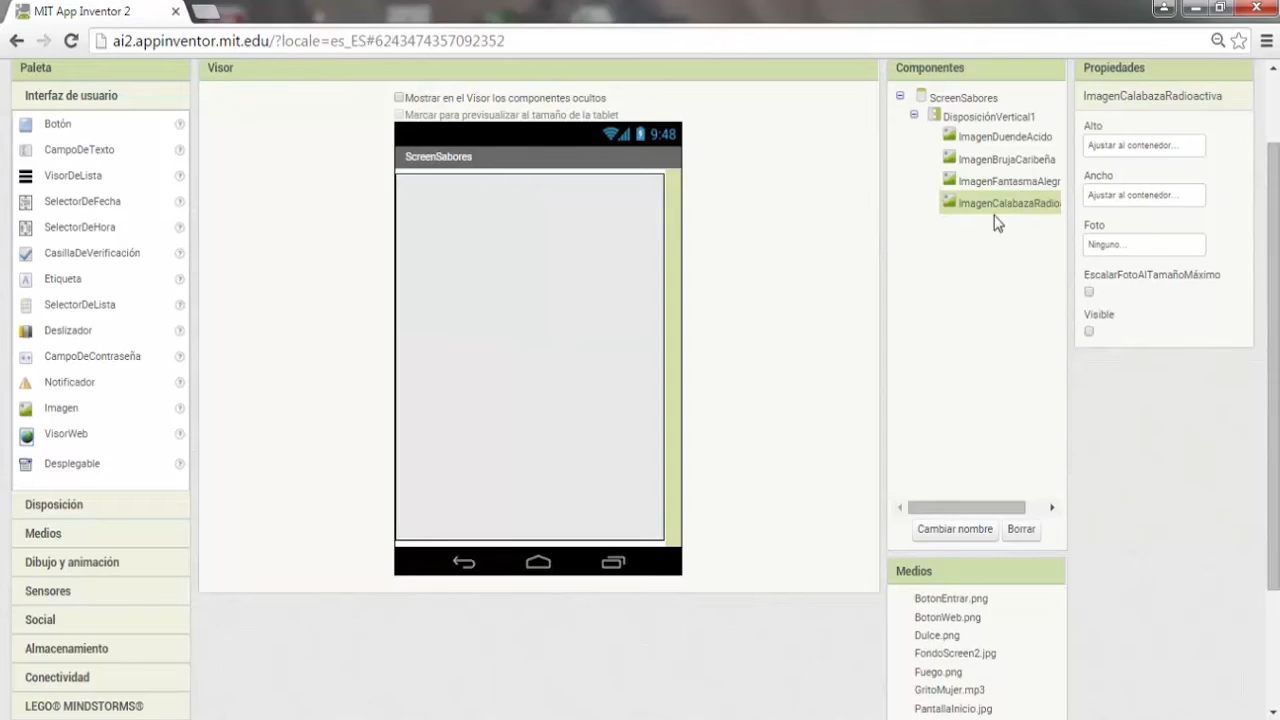 MIT App Inventor 2
ai2.appinventor.mit.edu/?locale=es_ES#6243474357092352
Paleta
Interfaz de usuario
Botón
CampoDeTexto
VisorDeLista
SelectorDeFecha
SelectorDeHora
CasillaDeVerificación
Etiqueta
SelectorDeLista
Deslizador
CampoDeContraseña
Notificador
Imagen
VisorWeb
Desplegable
Disposición
Medios
Dibujo y animación
Sensores
Social
Almacenamiento
Conectividad
LEGO® MINDSTORMS®
Visor
Mostrar en el Visor los componentes ocultos
Marcar para previsualizar al tamaño de la tablet
9:48
ScreenSabores
Componentes
ScreenSabores
DisposiciónVertical1
ImagenDuendeAcido
ImagenBrujaCaribeña
ImagenFantasmaAlegr
ImagenCalabazaRadioa
Cambiar nombre
Borrar
Medios
BotonEntrar.png
BotonWeb.png
Dulce.png
FondoScreen2.jpg
Fuego.png
GritoMujer.mp3
PantallaInicio.jpg
Propiedades
ImagenCalabazaRadioactiva
Alto
Ajustar al contenedor...
Ancho
Ajustar al contenedor...
Foto
Ninguno...
EscalarFotoAlTamañoMáximo
Visible